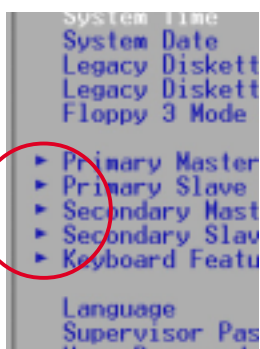 System Time
System Date
Legacy Diskett
Legacy Diskett
Floppy 3 Mode
Primary Master
Primary Slave
Secondary Mast
Secondary Slav
Keyboard Featu
Language
Supervisor Pas